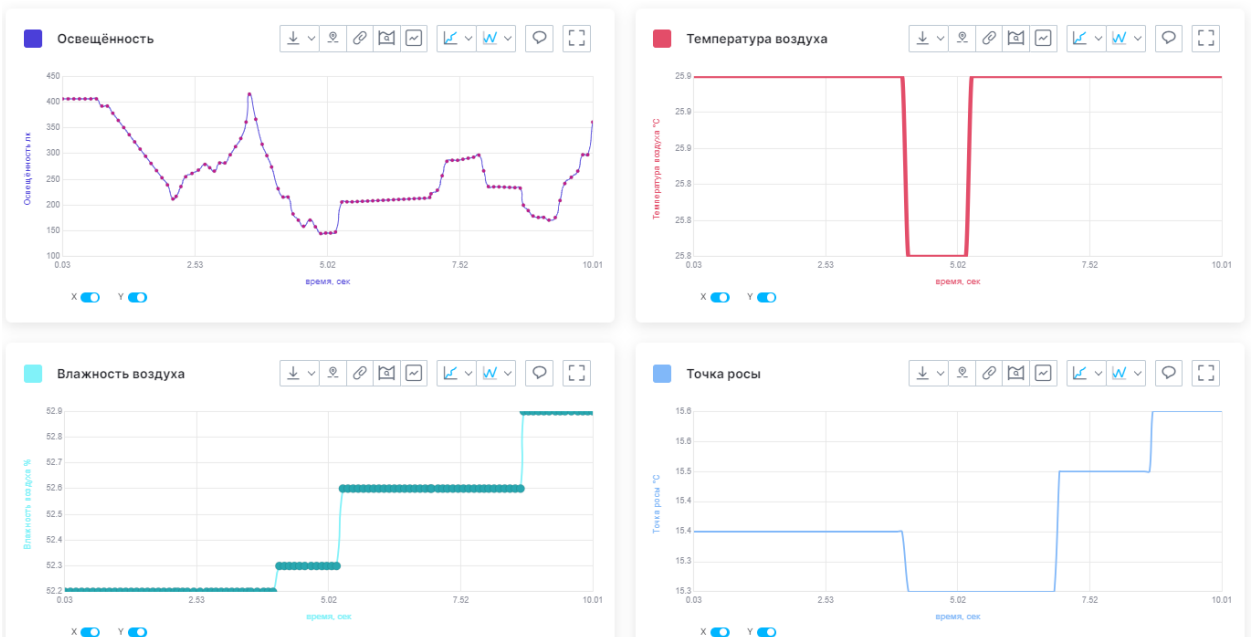 Освещённость
450
400
350
300
250
200
150
100
Освещённость лк
0.03
2.53
5.02
7.52
10.01
время, сек
X
Y
Температура воздуха
25.9
25.9
25.9
25.8
25.8
25.8
Температура воздуха °C
0.03
2.53
5.02
7.52
10.01
время, сек
X
Y
Влажность воздуха
52.9
52.8
52.7
52.6
52.5
52.4
52.3
52.2
Влажность воздуха %
0.03
2.53
5.02
7.52
10.01
время, сек
X
Y
Точка росы
15.6
15.6
15.5
15.4
15.4
15.3
15.3
Точка росы °C
0.03
2.53
5.02
7.52
10.01
время, сек
X
Y